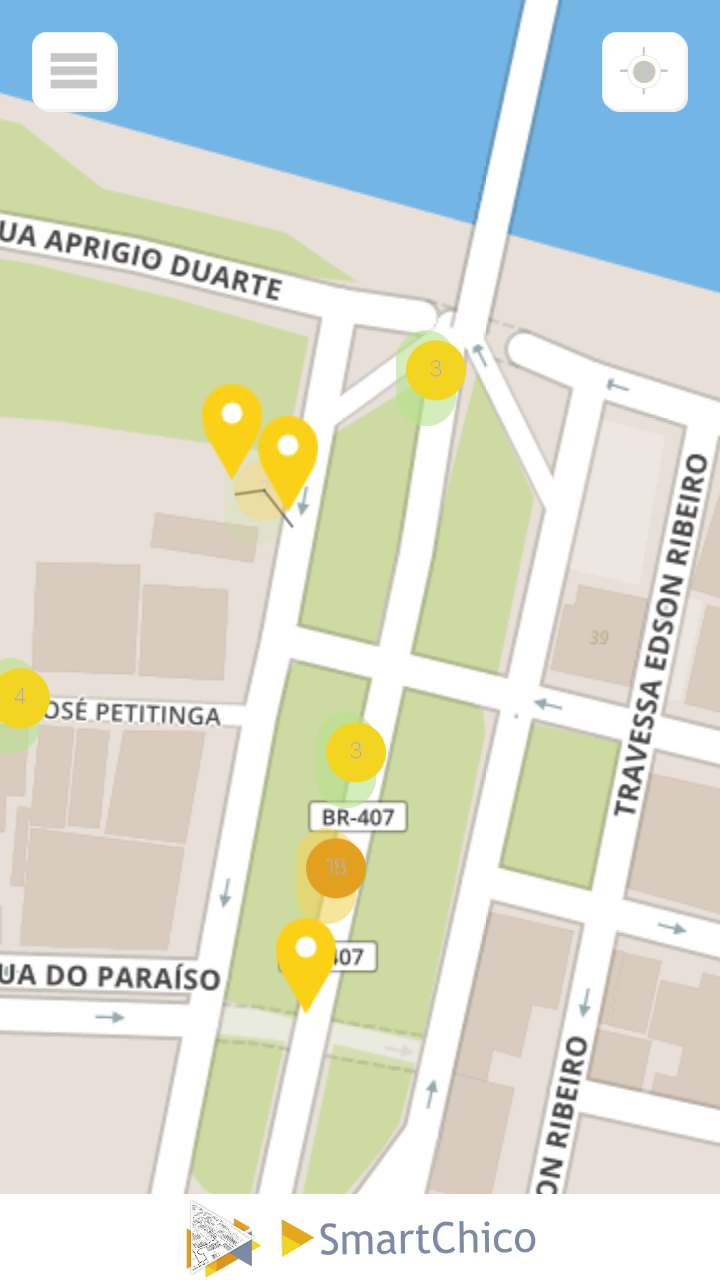 UA APRIGIO DUARTE
3
TRAVESSA EDSON RIBEIRO
39
4
OSÉ PETITINGA
3
BR-407
18
407
UA DO PARAÍSO
ON RIBEIRO
SmartChico